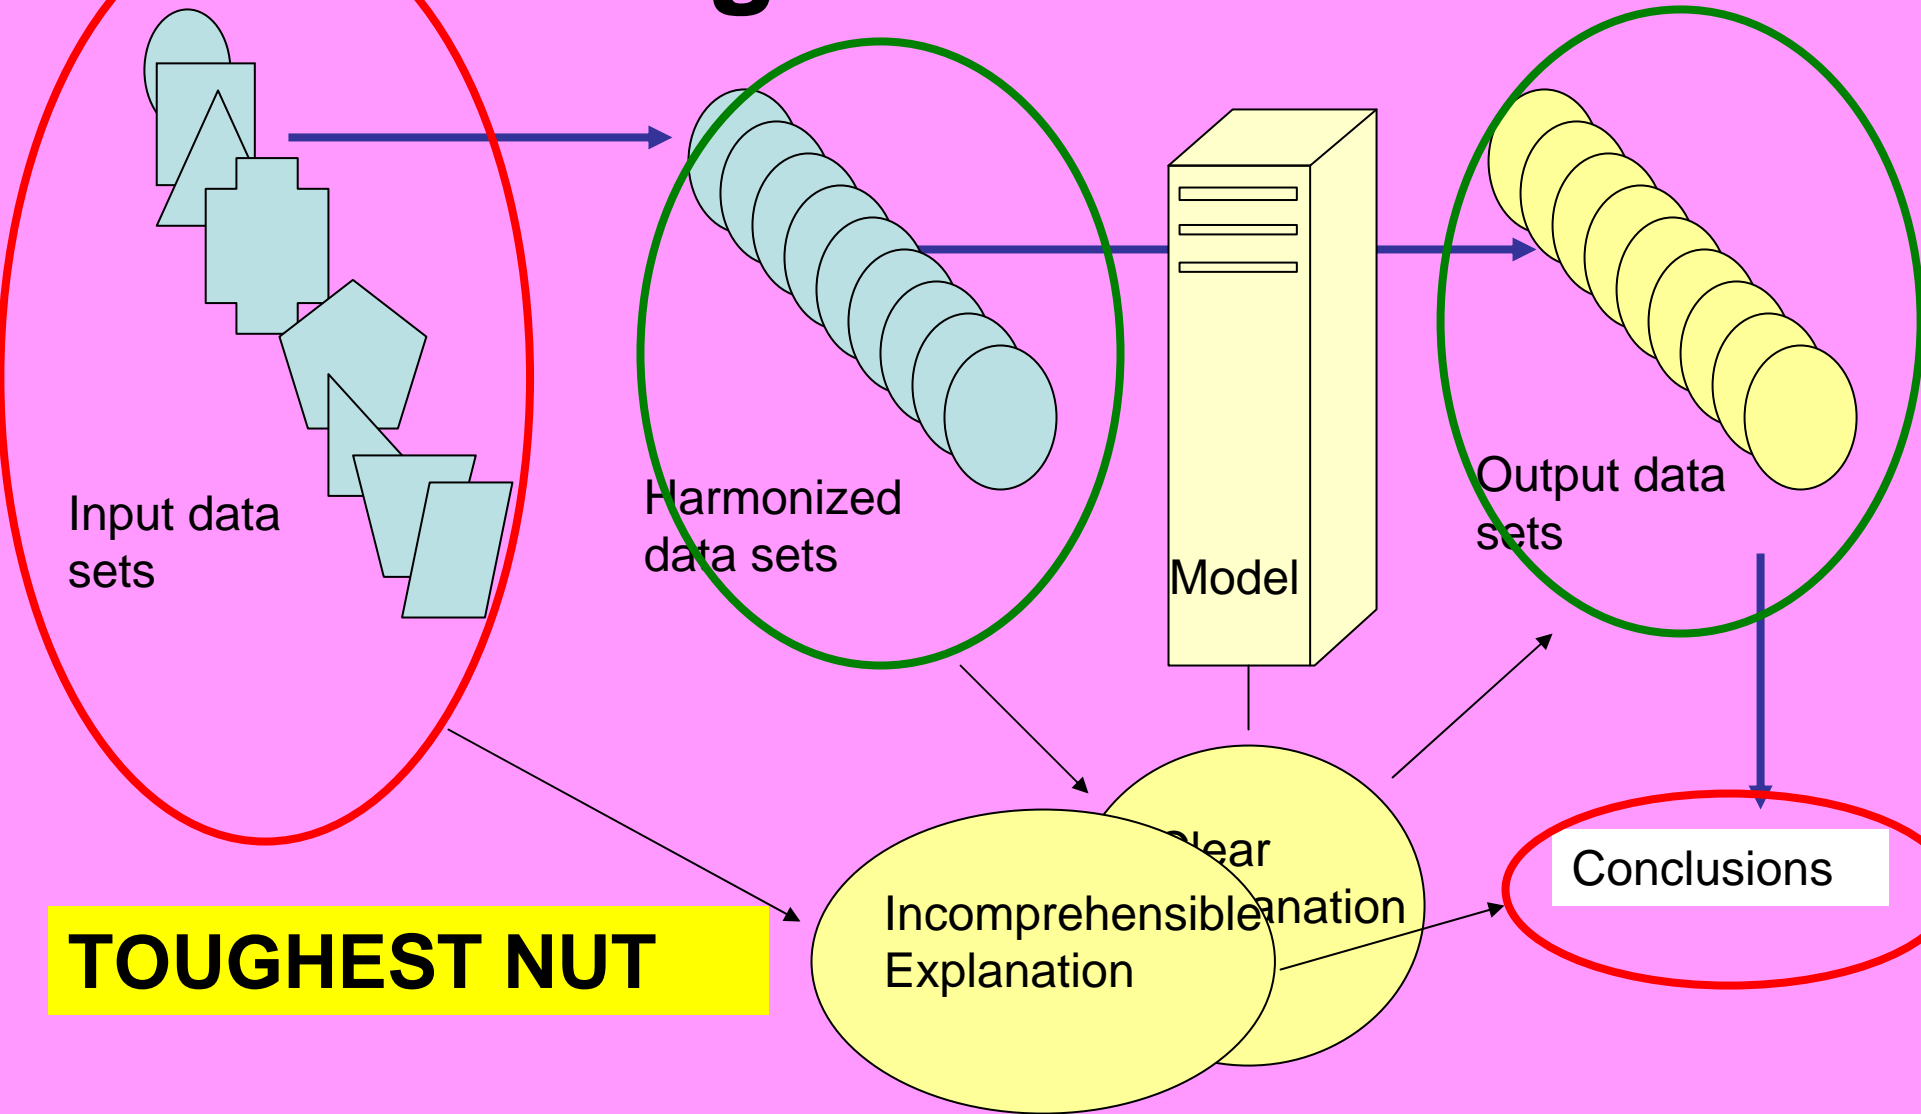 Input data
sets
Harmonized
data sets
Model
Output data
sets
Incomprehensible
Explanation
Conclusions
TOUGHEST NUT